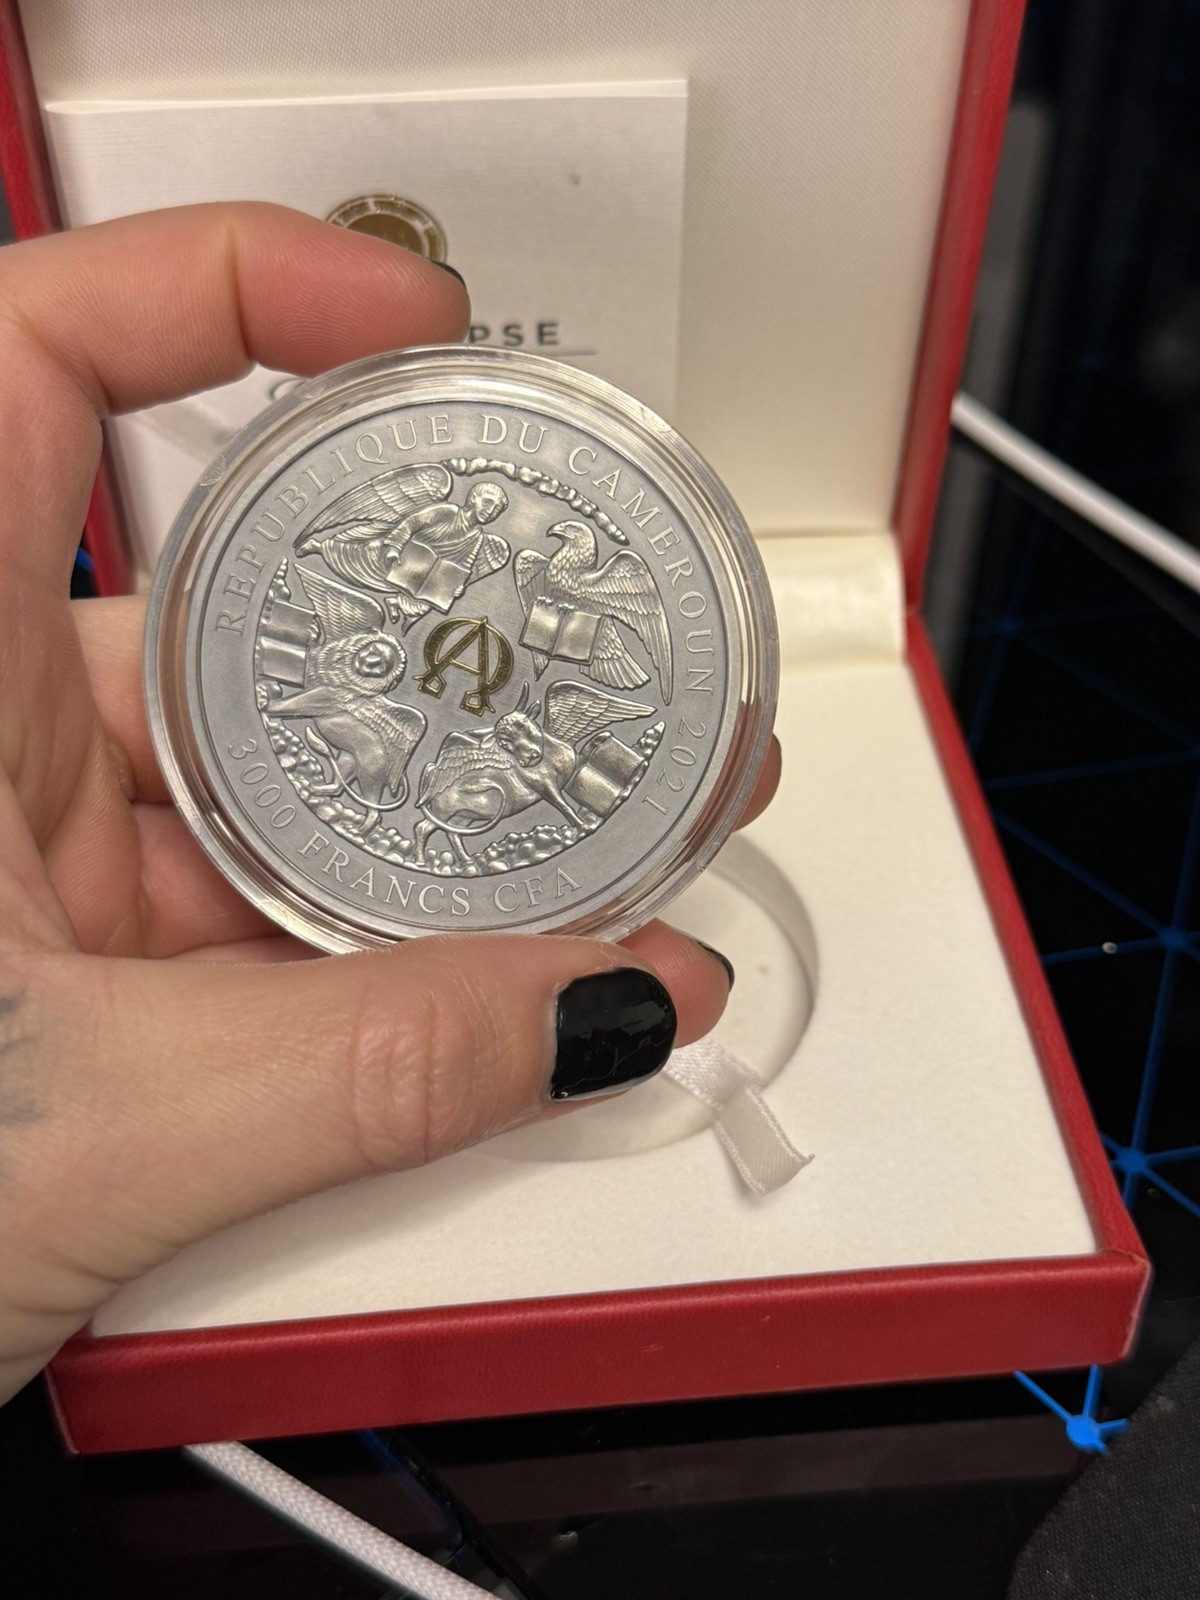 PSE
REPUBLIQUE DU CAMEROUN 2021
3000 FRANCS CFA